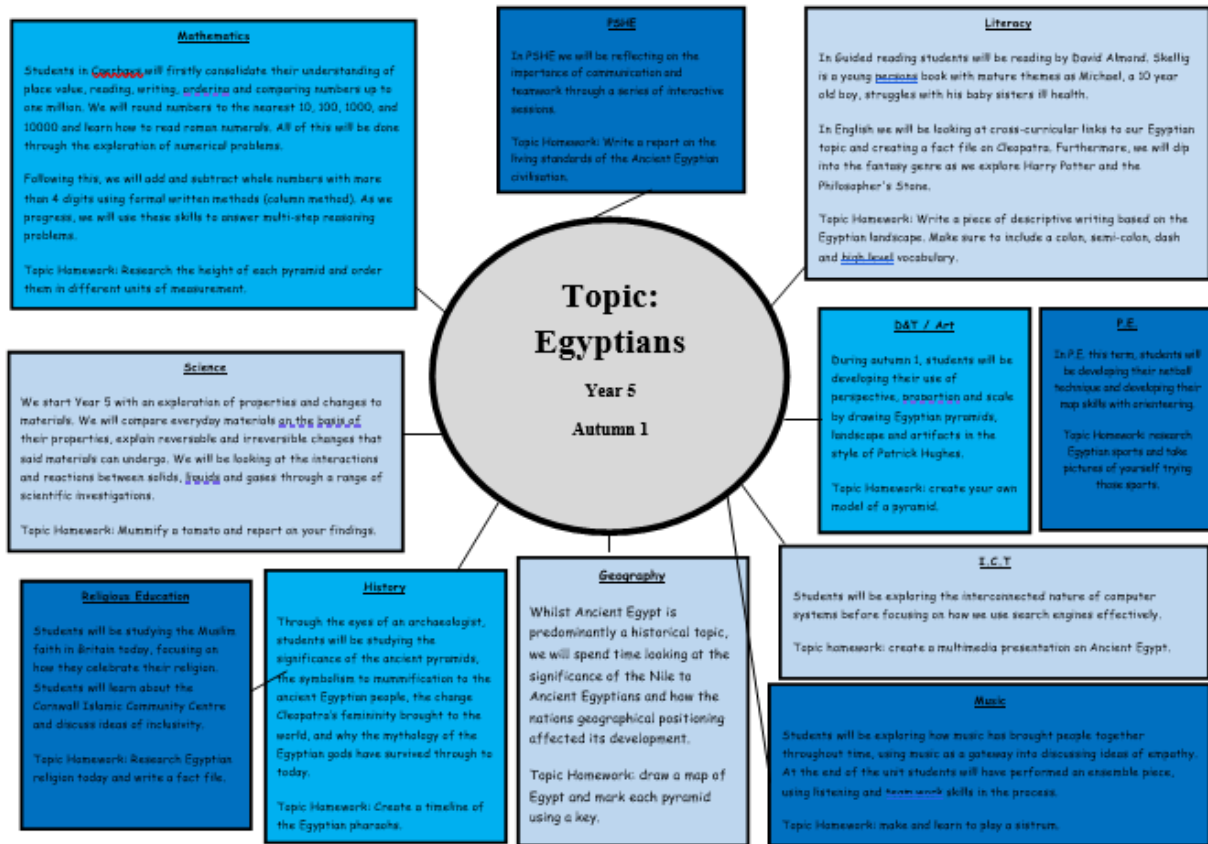 Mathematics
Students in Caerhays will firstly consolidate their understanding of
place value, reading, writing, ordering and comparing numbers up to
one million. We will round numbers to the nearest 10, 100, 1000, and
10000 and learn how to read roman numerals. All of this will be done
through the exploration of numerical problems.
Following this, we will add and subtract whole numbers with more
than 4 digits using formal written methods (column method). As we
progress, we will use these skills to answer multi-step reasoning
problems.
Topic Homework: Research the height of each pyramid and order
them in different units of measurement.
PSHE
In PSHE we will be reflecting on the
importance of communication and
teamwork through a series of interactive
sessions.
Topic Homework: Write a report on the
living standards of the Ancient Egyptian
civilisation.
Literacy
In Guided reading students will be reading by David Almond. Skellig
is a young persons book with mature themes as Michael, a 10 year
old boy, struggles with his baby sisters ill health.
In English we will be looking at cross-curricular links to our Egyptian
topic and creating a fact file on Cleopatra. Furthermore, we will dip
into the fantasy genre as we explore Harry Potter and the
Philosopher's Stone.
Topic Homework: Write a piece of descriptive writing based on the
Egyptian landscape. Make sure to include a colon, semi-colon, dash
and high-level vocabulary.
Topic:
Egyptians
Year 5
Autumn 1
Science
We start Year 5 with an exploration of properties and changes to
materials. We will compare everyday materials on the basis of
their properties, explain reversable and irreversible changes that
said materials can undergo. We will be looking at the interactions
and reactions between solids, liquids and gases through a range of
scientific investigations.
Topic Homework: Mummify a tomato and report on your findings.
D&T / Art
During autumn 1, students will be
developing their use of
perspective, proportion and scale
by drawing Egyptian pyramids,
landscape and artifacts in the
style of Patrick Hughes.
Topic Homework: create your own
model of a pyramid.
P.E.
In P.E. this term, students will
be developing their netball
technique and developing their
map skills with orienteering.
Topic Homework: research
Egyptian sports and take
pictures of yourself trying
those sports.
Religious Education
Students will be studying the Muslim
faith in Britain today, focusing on
how they celebrate their religion.
Students will learn about the
Cornwall Islamic Community Centre
and discuss ideas of inclusivity.
Topic Homework: Research Egyptian
religion today and write a fact file.
History
Through the eyes of an archaeologist,
students will be studying the
significance of the ancient pyramids,
the symbolism to mummification to the
ancient Egyptian people, the change
Cleopatra's femininity brought to the
world, and why the mythology of the
Egyptian gods have survived through to
today.
Topic Homework: Create a timeline of
the Egyptian pharaohs.
Geography
Whilst Ancient Egypt is
predominantly a historical topic,
we will spend time looking at the
significance of the Nile to
Ancient Egyptians and how the
nations geographical positioning
affected its development.
Topic Homework: draw a map of
Egypt and mark each pyramid
using a key.
I.C.T
Students will be exploring the interconnected nature of computer
systems before focusing on how we use search engines effectively.
Topic homework: create a multimedia presentation on Ancient Egypt.
Music
Students will be exploring how music has brought people together
throughout time, using music as a gateway into discussing ideas of empathy.
At the end of the unit students will have performed an ensemble piece,
using listening and team work skills in the process.
Topic Homework: make and learn to play a sistrum.